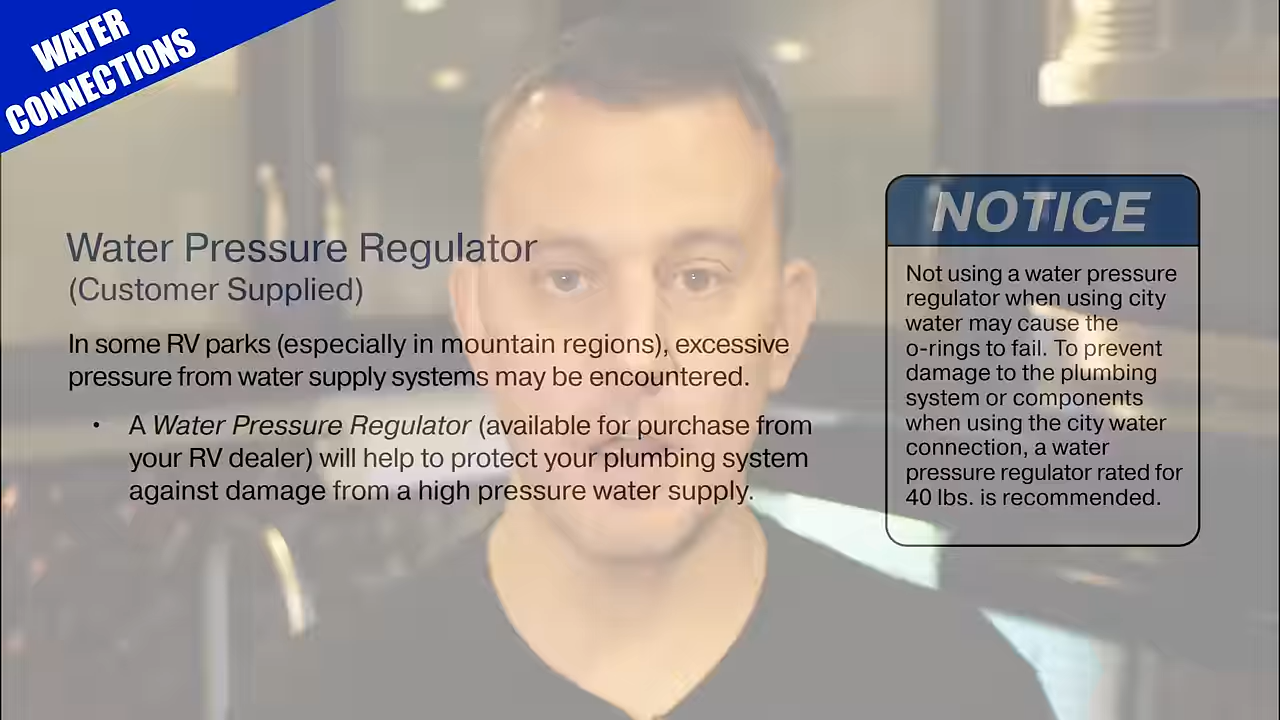 WATER
CONNECTIONS
Water Pressure Regulator
(Customer Supplied)
In some RV parks (especially in mountain regions), excessive
pressure from water supply systems may be encountered.
• A Water Pressure Regulator (available for purchase from
your RV dealer) will help to protect your plumbing system
against damage from a high pressure water supply.
NOTICE
Not using a water pressure
regulator when using city
water may cause the
o-rings to fail. To prevent
damage to the plumbing
system or components
when using the city water
connection, a water
pressure regulator rated for
40 lbs. is recommended.